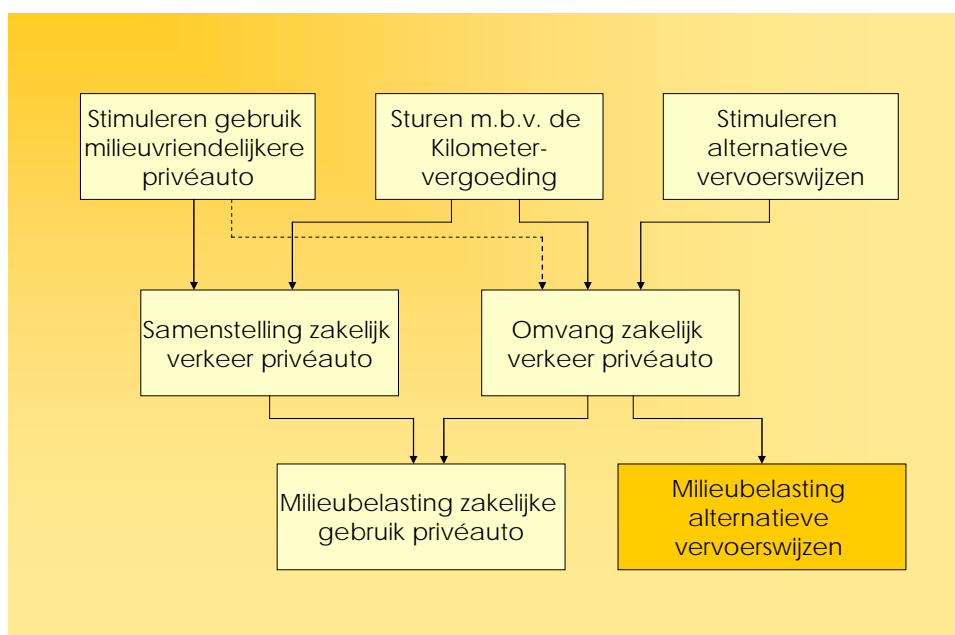 Stimuleren gebruik
milieuvriendelijkere
privéauto
Sturen m.b.v. de
Kilometer-
vergoeding
Stimuleren
alternatieve
vervoerswijzen
Samenstelling zakelijk
verkeer privéauto
Omvang zakelijk
verkeer privéauto
Milieubelasting zakelijke
gebruik privéauto
Milieubelasting
alternatieve
vervoerswijzen